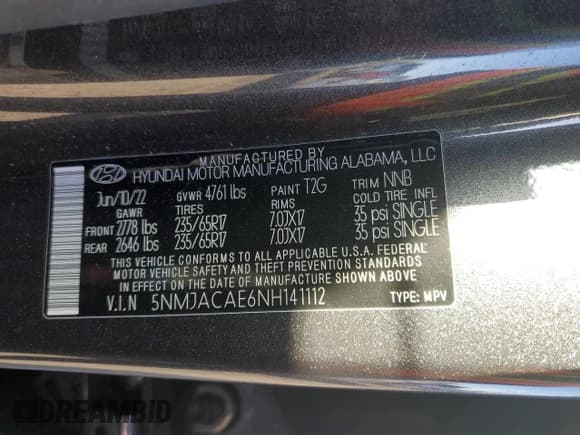 MANUFACTURED BY
HYUNDAI MOTOR MANUFACTURING ALABAMA, LLC
Jun/10/22 GVWR 4761 lbs PAINT T2G TRIM NNB
GAWR TIRES RIMS COLD TIRE INFL
FRONT 2778 lbs 235/65R17 7.0JX17 35 psi SINGLE
REAR 2646 lbs 235/65R17 7.0JX17 35 psi SINGLE
THIS VEHICLE CONFORMS TO ALL APPLICABLE U.S.A. FEDERAL
MOTOR VEHICLE SAFETY AND THEFT PREVENTION STANDARDS
IN EFFECT ON THE DATE OF MANUFACTURE SHOWN ABOVE
V.I.N 5NMJACAE6NH141112 TYPE: MPV
DREAMBID